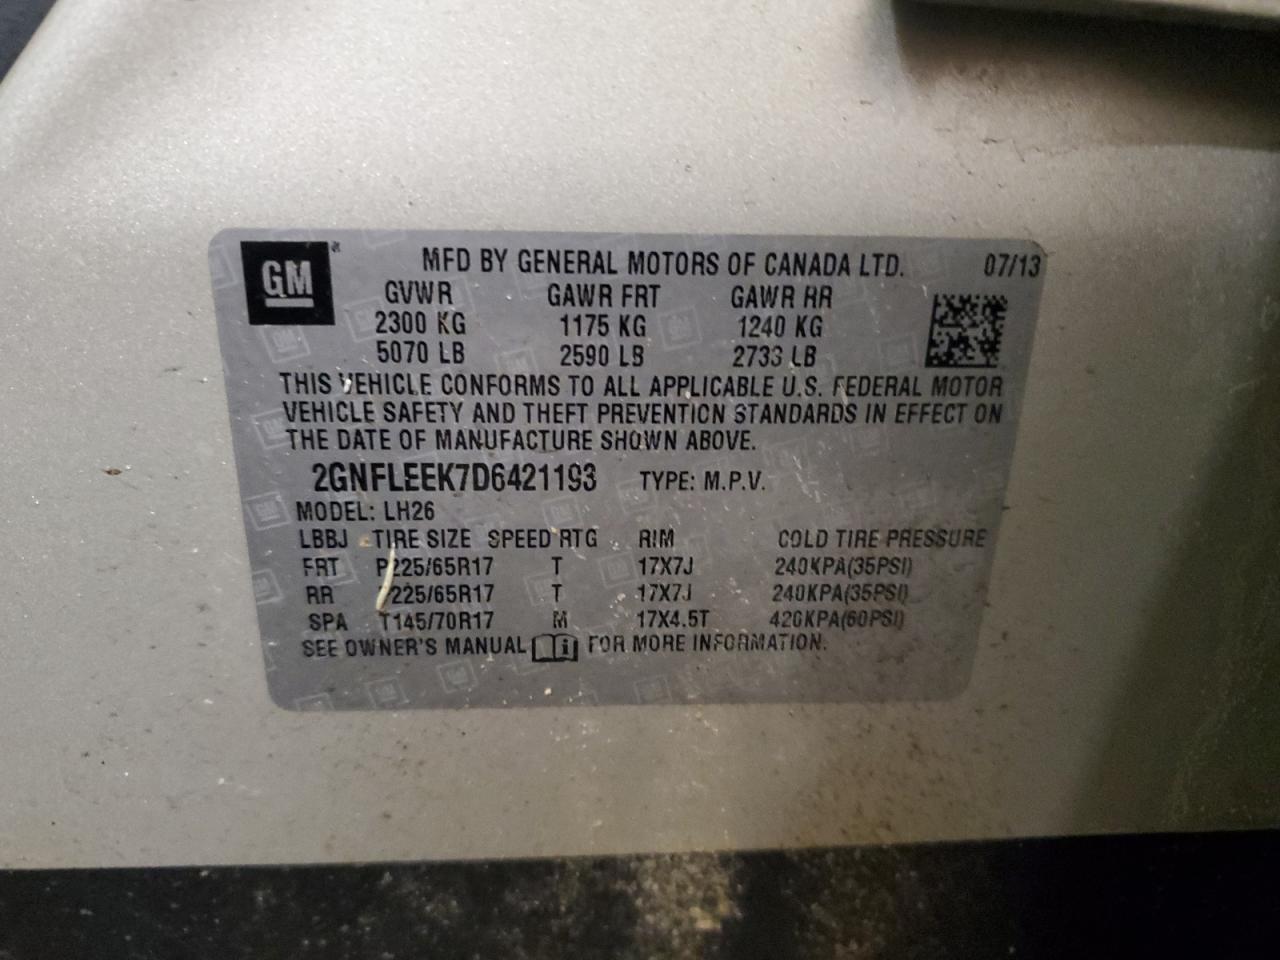 GM
MFD BY GENERAL MOTORS OF CANADA LTD. 07/13
GVWR GAWR FRT GAWR RR
2300 KG 1175 KG 1240 KG
5070 LB 2590 LB 2733 LB
THIS VEHICLE CONFORMS TO ALL APPLICABLE U.S. FEDERAL MOTOR
VEHICLE SAFETY AND THEFT PREVENTION STANDARDS IN EFFECT ON
THE DATE OF MANUFACTURE SHOWN ABOVE.
2GNFLEEK7D6421193 TYPE: M.P.V.
MODEL: LH26
LBBJ TIRE SIZE SPEED RTG RIM COLD TIRE PRESSURE
FRT P225/65R17 T 17X7J 240KPA(35PSI)
RR P225/65R17 T 17X7J 240KPA(35PSI)
SPA T145/70R17 M 17X4.5T 420KPA(60PSI)
SEE OWNER'S MANUAL i FOR MORE INFORMATION.